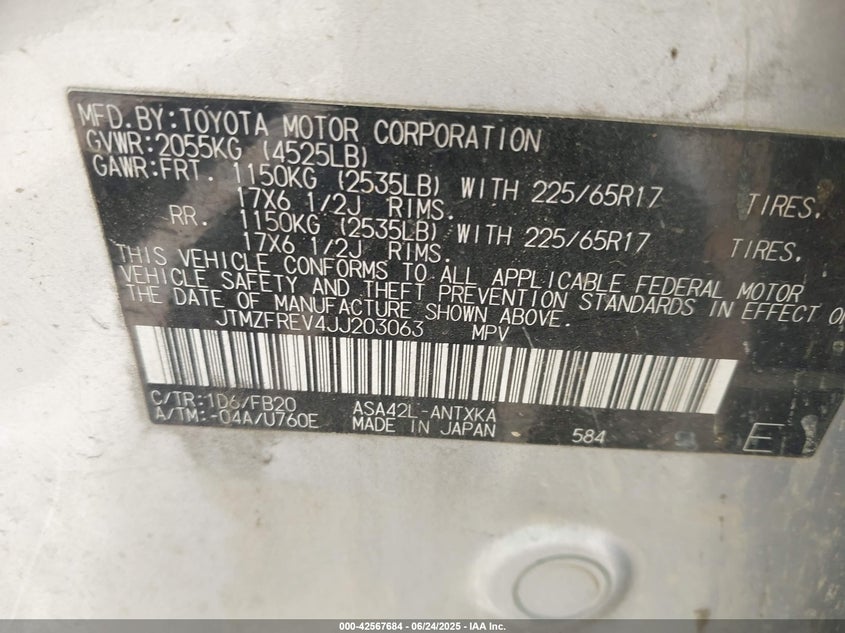 MFD.BY:TOYOTA MOTOR CORPORATION
GVWR:2055KG (4525LB)
GAWR:FRT. 1150KG (2535LB) WITH 225/65R17 TIRES.
17X6 1/2J RIMS.
RR. 1150KG (2535LB) WITH 225/65R17 TIRES.
17X6 1/2J RIMS.
THIS VEHICLE CONFORMS TO ALL APPLICABLE FEDERAL MOTOR
VEHICLE SAFETY AND THEFT PREVENTION STANDARDS IN EFFECT ON
THE DATE OF MANUFACTURE SHOWN ABOVE.
JTMZFREV4JJ203063 MPV
C/TR:1D6/FB20 ASA42L-ANTXKA
A/TM:-04A/U760E MADE IN JAPAN 584 E
000-42567684 - 06/24/2025 - IAA Inc.